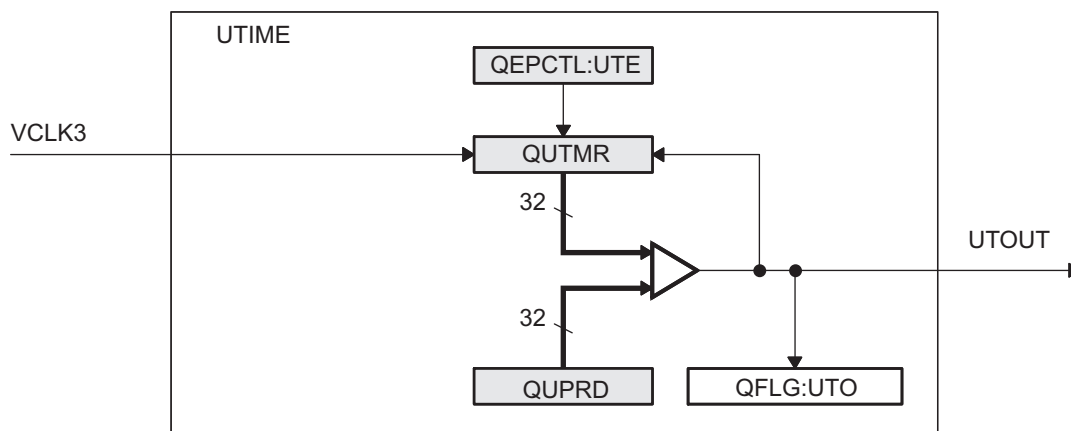 UTIME
QEPCTL:UTE
VCLK3
QUTMR
32
UTOUT
32
QUPRD
QFLG:UTO